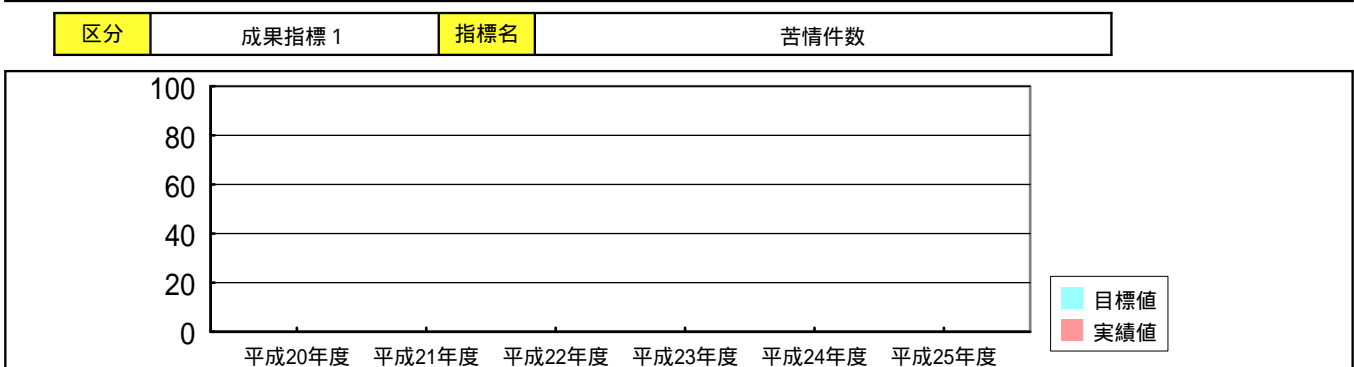 区分 成果指標１ 指標名 苦情件数
100
80
60
40
20
0
平成20年度 平成21年度 平成22年度 平成23年度 平成24年度 平成25年度
目標値
実績値